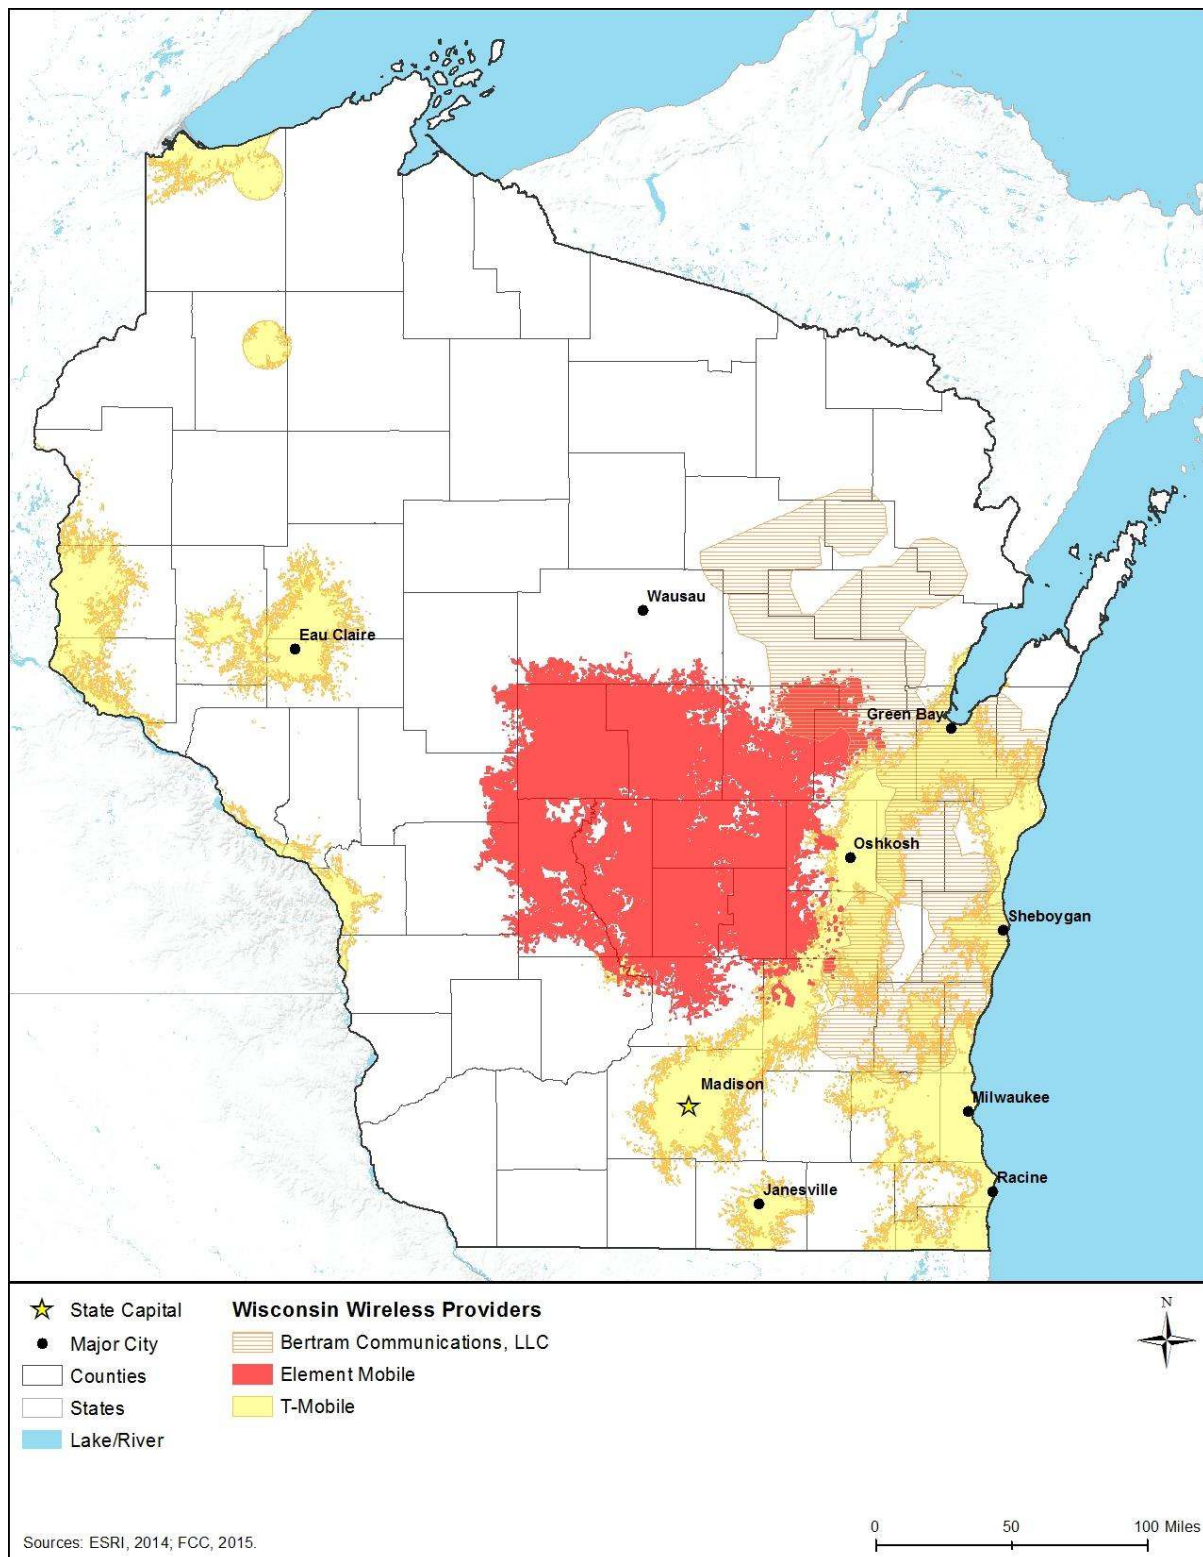 Wausau
Eau Claire
Green Bay
Oshkosh
Sheboygan
Madison
Milwaukee
Janesville
Racine
State Capital
Major City
Counties
States
Lake/River
Wisconsin Wireless Providers
Bertram Communications, LLC
Element Mobile
T-Mobile
N
Sources: ESRI, 2014; FCC, 2015.
0 50 100 Miles